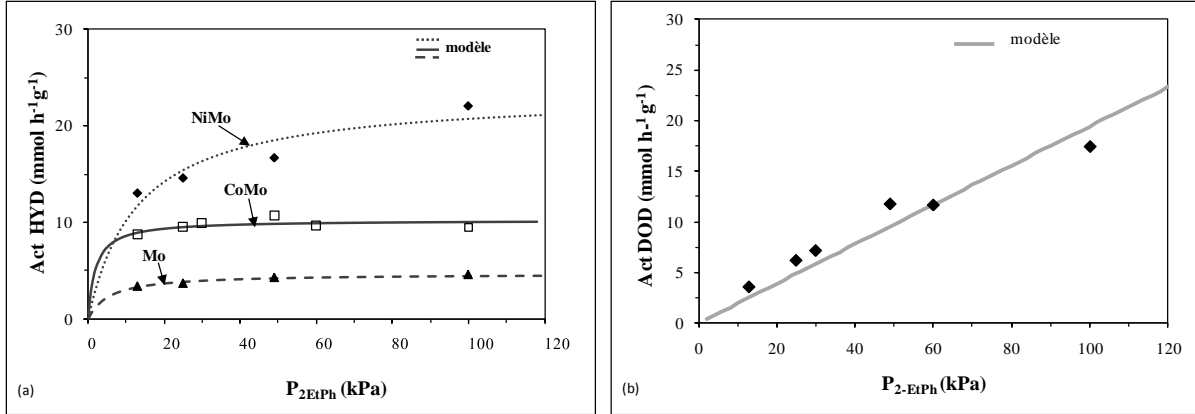 30
25
20
15
10
5
0
Act HYD (mmol h-1g-1)
modèle
NiMo
CoMo
Mo
0 20 40 60 80 100 120
(a)
P2EtPh (kPa)
30
25
20
15
10
5
0
Act DOD (mmol h-1 g-1)
modèle
0 20 40 60 80 100 120
(b)
P2-EtPh (kPa)